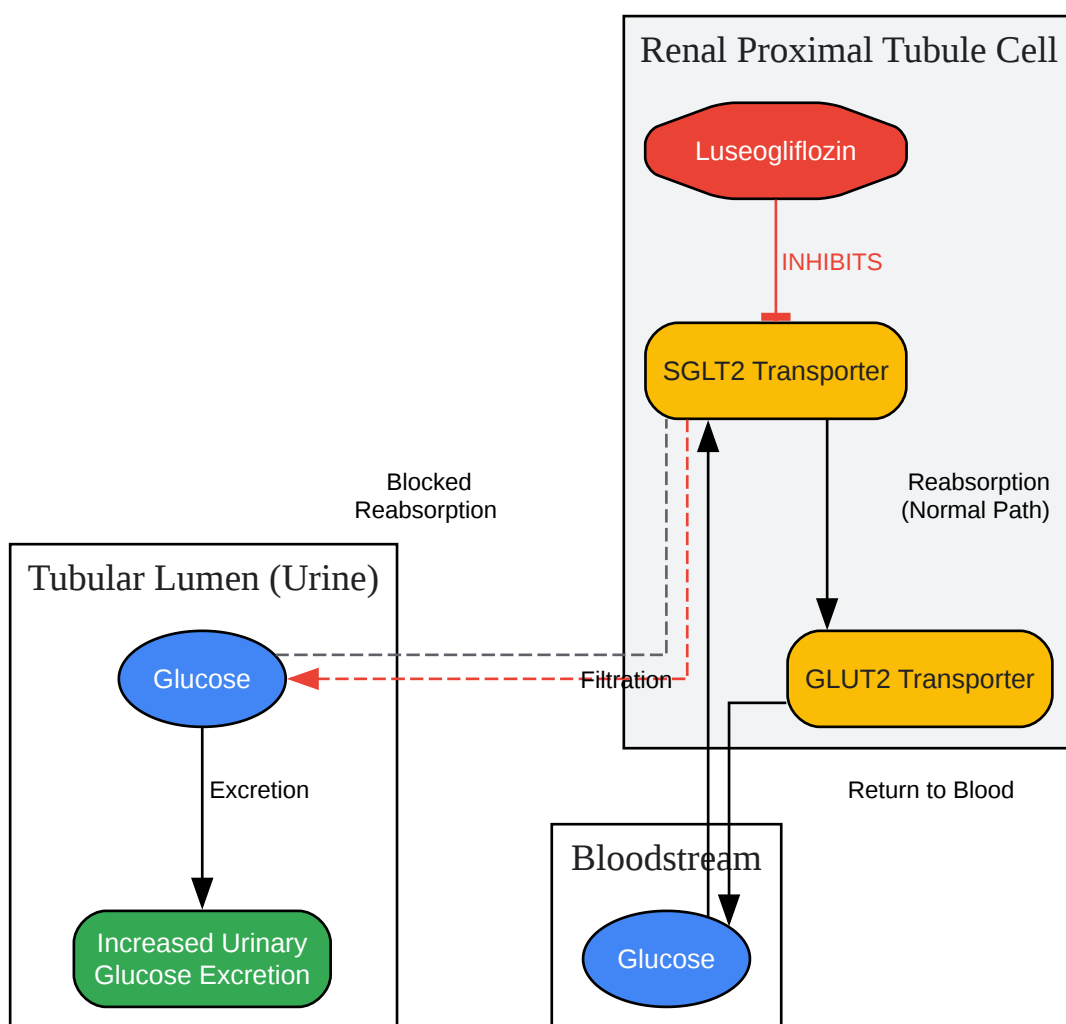 Renal Proximal Tubule Cell
Luseogliflozin
INHIBITS
SGLT2 Transporter
Blocked
Reabsorption
Reabsorption
(Normal Path)
Tubular Lumen (Urine)
Glucose
Filtration
GLUT2 Transporter
Excretion
Return to Blood
Bloodstream
Increased Urinary
Glucose Excretion
Glucose